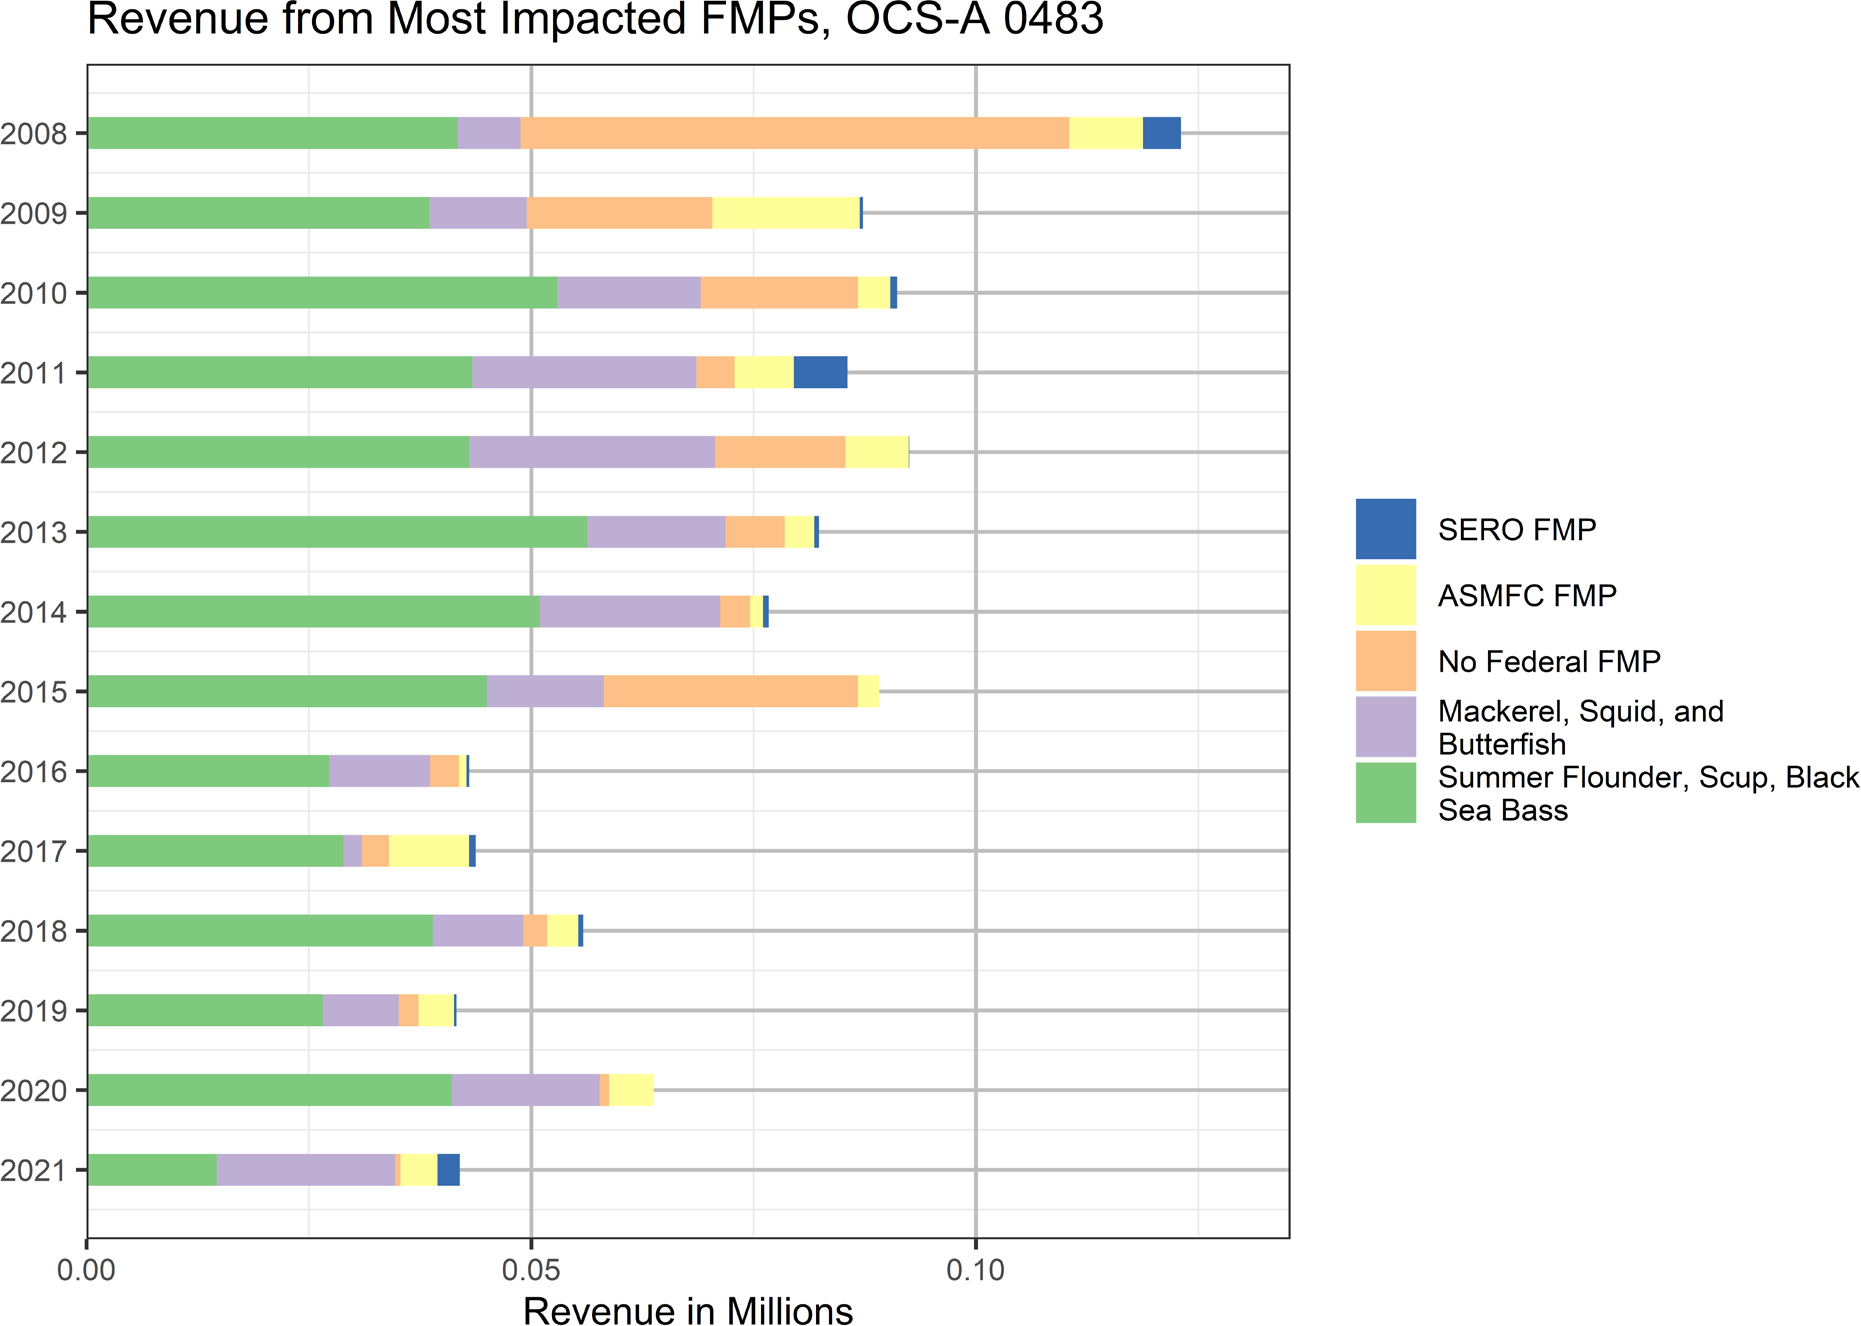 Revenue from Most Impacted FMPs, OCS-A 0483
2008
2009
2010
2011
2012
2013
2014
2015
2016
2017
2018
2019
2020
2021
0.00
0.05
0.10
Revenue in Millions
SERO FMP
ASMFC FMP
No Federal FMP
Mackerel, Squid, and
Butterfish
Summer Flounder, Scup, Black
Sea Bass